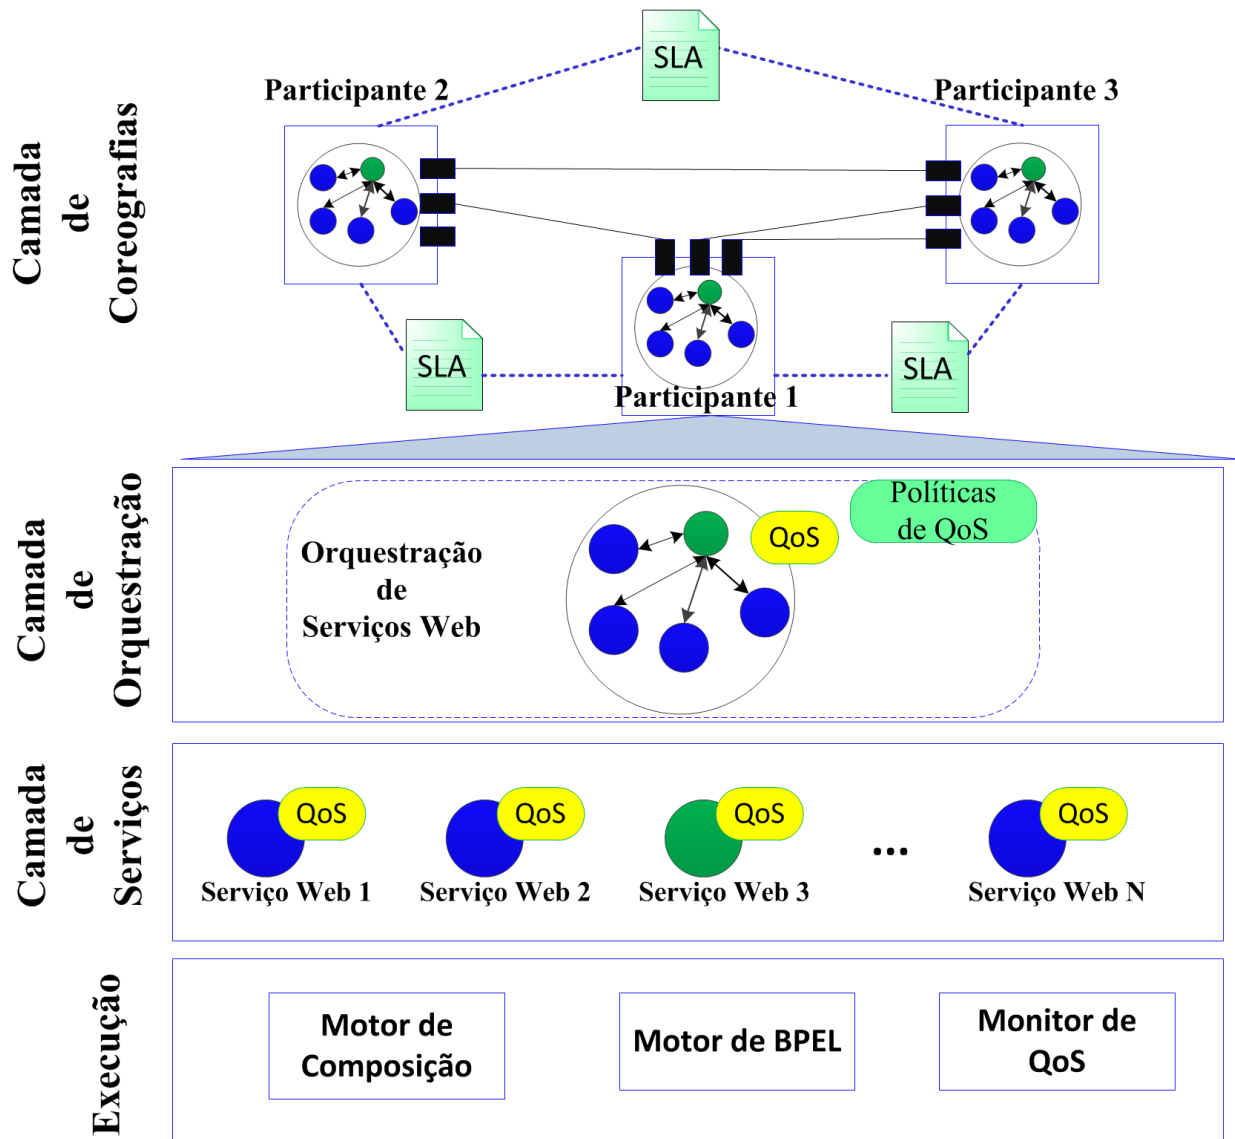 SLA
Participante 2
Participante 3
Camada
de
Coreografias
SLA
SLA
Participante 1
Camada
de
Orquestração
Orquestração
de
Serviços Web
QoS
Políticas
de QoS
Camada
de
Serviços
QoS
QoS
QoS
...
QoS
Serviço Web 1
Serviço Web 2
Serviço Web 3
Serviço Web N
Execução
Motor de
Composição
Motor de BPEL
Monitor de
QoS